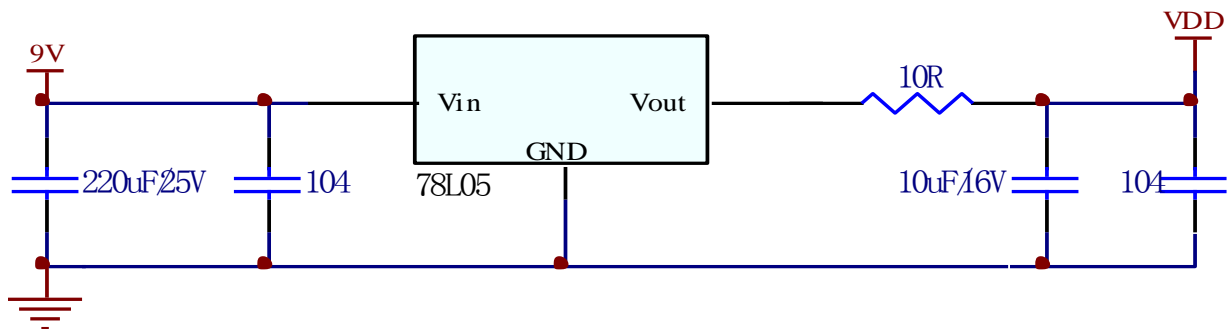 VDD
9V
10R
Vin
Vout
GND
220uF/25V
104
78L05
10uF/16V
104